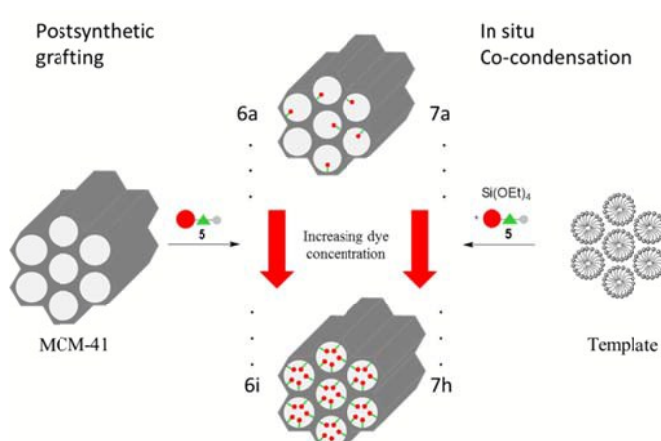 Postsynthetic
grafting
In situ
Co-condensation
6a
7a
Si(OEt)4
5
5
Increasing dye
concentration
MCM-41
Template
6i
7h